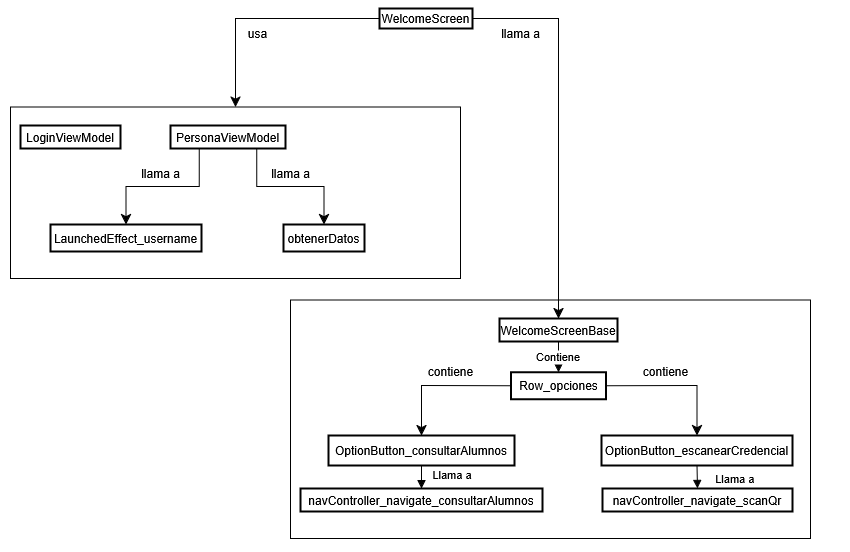 WelcomeScreen
usa
llama a
LoginViewModel
PersonaViewModel
llama a
llama a
LaunchedEffect_username
obtenerDatos
WelcomeScreenBase
Contiene
contiene
contiene
Row_opciones
OptionButton_consultarAlumnos
OptionButton_escanearCredencial
Llama a
Llama a
navController_navigate_consultarAlumnos
navController_navigate_scanQr